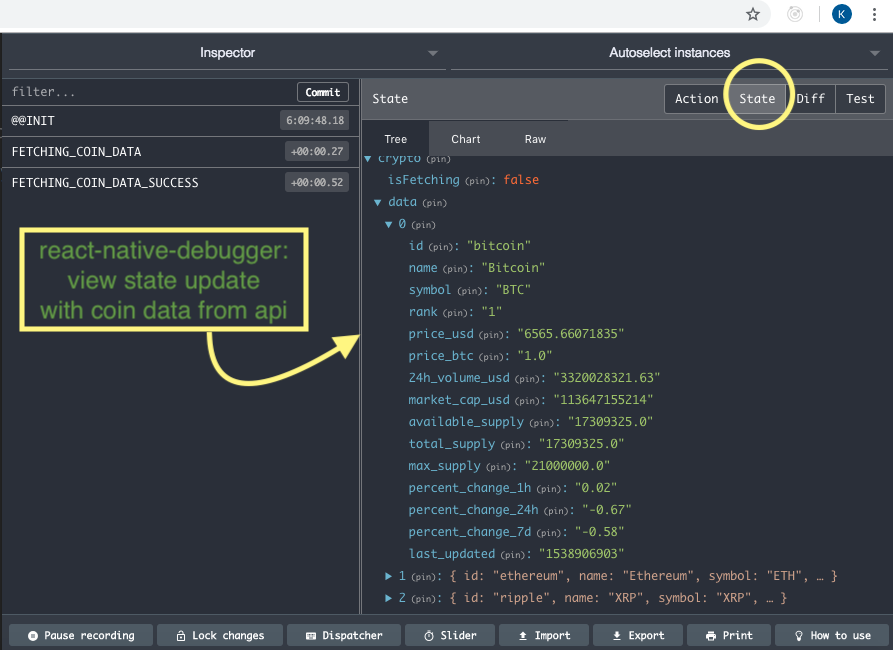 K
Inspector
Autoselect instances
filter...
Commit
@@INIT
6:09:48.18
FETCHING_COIN_DATA
+00:00.27
FETCHING_COIN_DATA_SUCCESS
+00:00.52
react-native-debugger:
view state update
with coin data from api
State
Action State Diff Test
Tree Chart Raw
crypto (pin)
isFetching (pin): false
data (pin)
0 (pin)
id (pin): "bitcoin"
name (pin): "Bitcoin"
symbol (pin): "BTC"
rank (pin): "1"
price_usd (pin): "6565.66071835"
price_btc (pin): "1.0"
24h_volume_usd (pin): "3320028321.63"
market_cap_usd (pin): "113647155214"
available_supply (pin): "17309325.0"
total_supply (pin): "17309325.0"
max_supply (pin): "21000000.0"
percent_change_1h (pin): "0.02"
percent_change_24h (pin): "-0.67"
percent_change_7d (pin): "-0.58"
last_updated (pin): "1538906903"
1 (pin): { id: "ethereum", name: "Ethereum", symbol: "ETH", … }
2 (pin): { id: "ripple", name: "XRP", symbol: "XRP", … }
Pause recording Lock changes Dispatcher Slider Import Export Print How to use